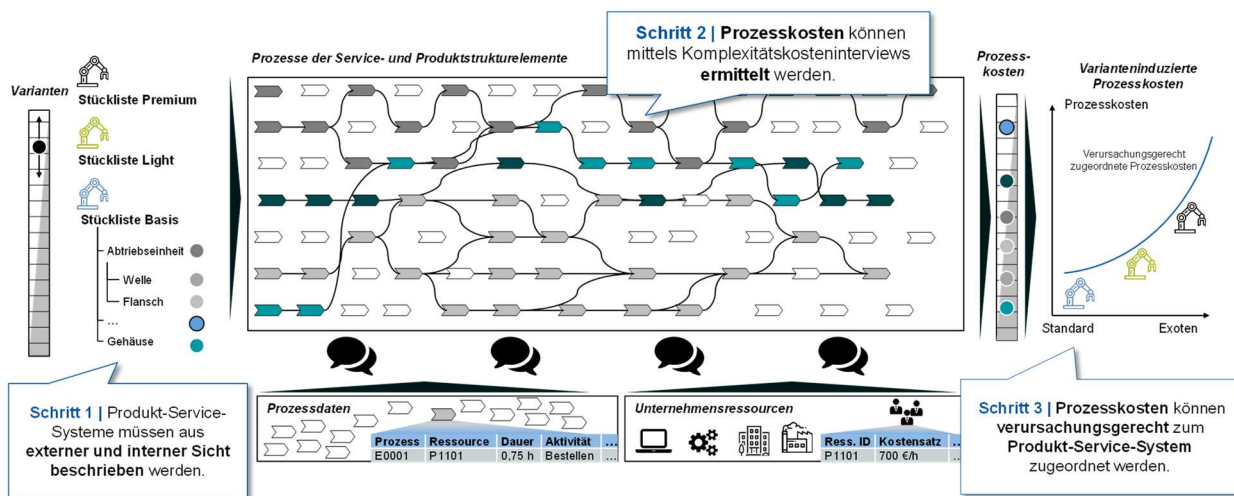 Schritt 2 | Prozesskosten können
mittels Komplexitätskosteninterviews
ermittelt werden.
Prozesse der Service- und Produktstrukturelemente
Prozess-
kosten
Varianteninduzierte
Prozesskosten
Varianten
Stückliste Premium
Stückliste Light
Stückliste Basis
Abtriebseinheit
Welle
Flansch
...
Gehäuse
Prozesskosten
Verursachungsgerecht
zugeordnete Prozesskosten
Standard
Exoten
Schritt 1 | Produkt-Service-
Systeme müssen aus
externer und interner Sicht
beschrieben werden.
Prozessdaten
Prozess Ressource Dauer Aktivität ...
E0001 P1101 0,75 h Bestellen ...
Unternehmensressourcen
Ress. ID Kostensatz ...
P1101 700 €/h ...
Schritt 3 | Prozesskosten können
verursachungsgerecht zum
Produkt-Service-System
zugeordnet werden.